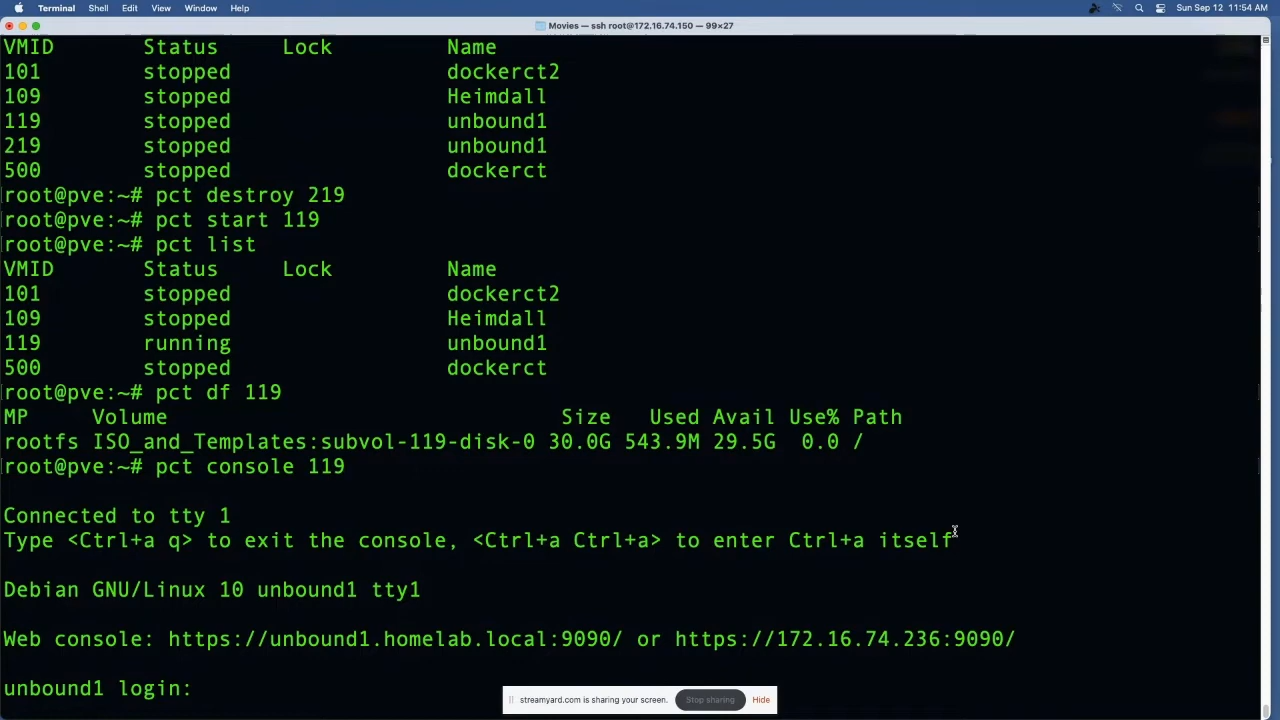 Terminal Shell Edit View Window Help Sun Sep 12 11:54 AM
Movies — ssh root@172.16.74.150 — 99×27
VMID Status Lock Name
101 stopped dockerct2
109 stopped Heimdall
119 stopped unbound1
219 stopped unbound1
500 stopped dockerct
root@pve:~# pct destroy 219
root@pve:~# pct start 119
root@pve:~# pct list
VMID Status Lock Name
101 stopped dockerct2
109 stopped Heimdall
119 running unbound1
500 stopped dockerct
root@pve:~# pct df 119
MP Volume Size Used Avail Use% Path
rootfs ISO_and_Templates:subvol-119-disk-0 30.0G 543.9M 29.5G 0.0 /
root@pve:~# pct console 119
Connected to tty 1
Type <Ctrl+a q> to exit the console, <Ctrl+a Ctrl+a> to enter Ctrl+a itself
Debian GNU/Linux 10 unbound1 tty1
Web console: https://unbound1.homelab.local:9090/ or https://172.16.74.236:9090/
unbound1 login:
streamyard.com is sharing your screen. Stop sharing Hide